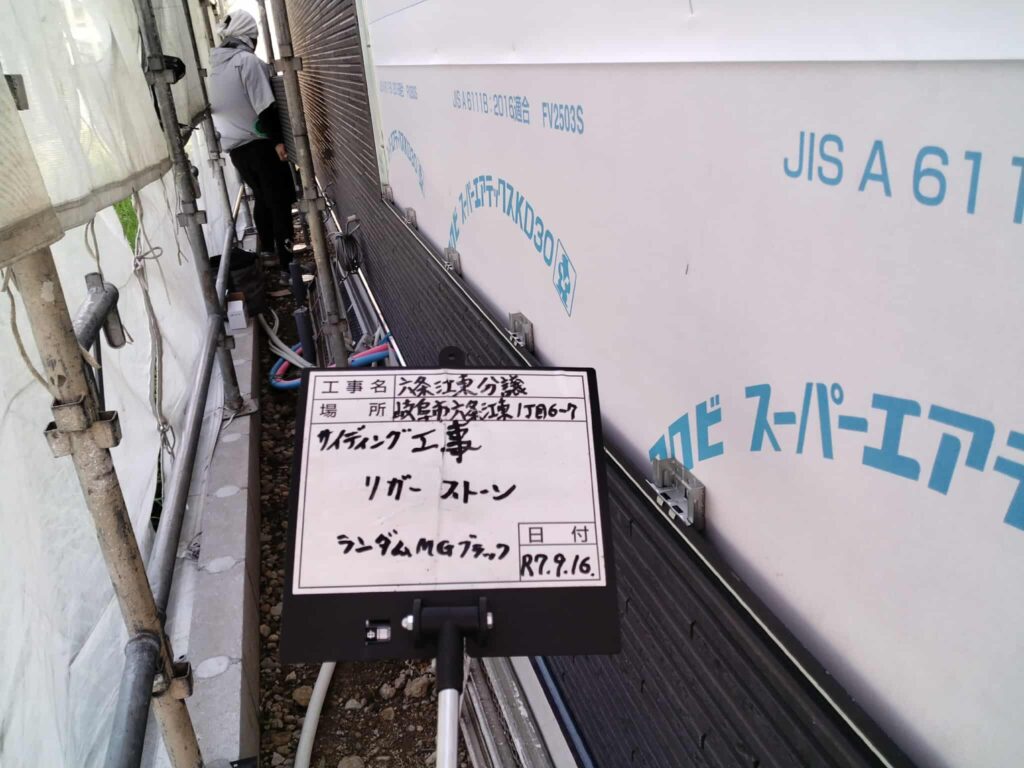 JIS A 6111B:2016適合 FV2503S
JIS A 611
フクビ スーパーエアテックスKD30
フクビ スーパーエアテ
工事名 六条江東分譲
場所 岐阜市六条江東1丁目6-7
サイディング工事
リガーストーン
ランダムMGブラック
日付
R7.9.16.